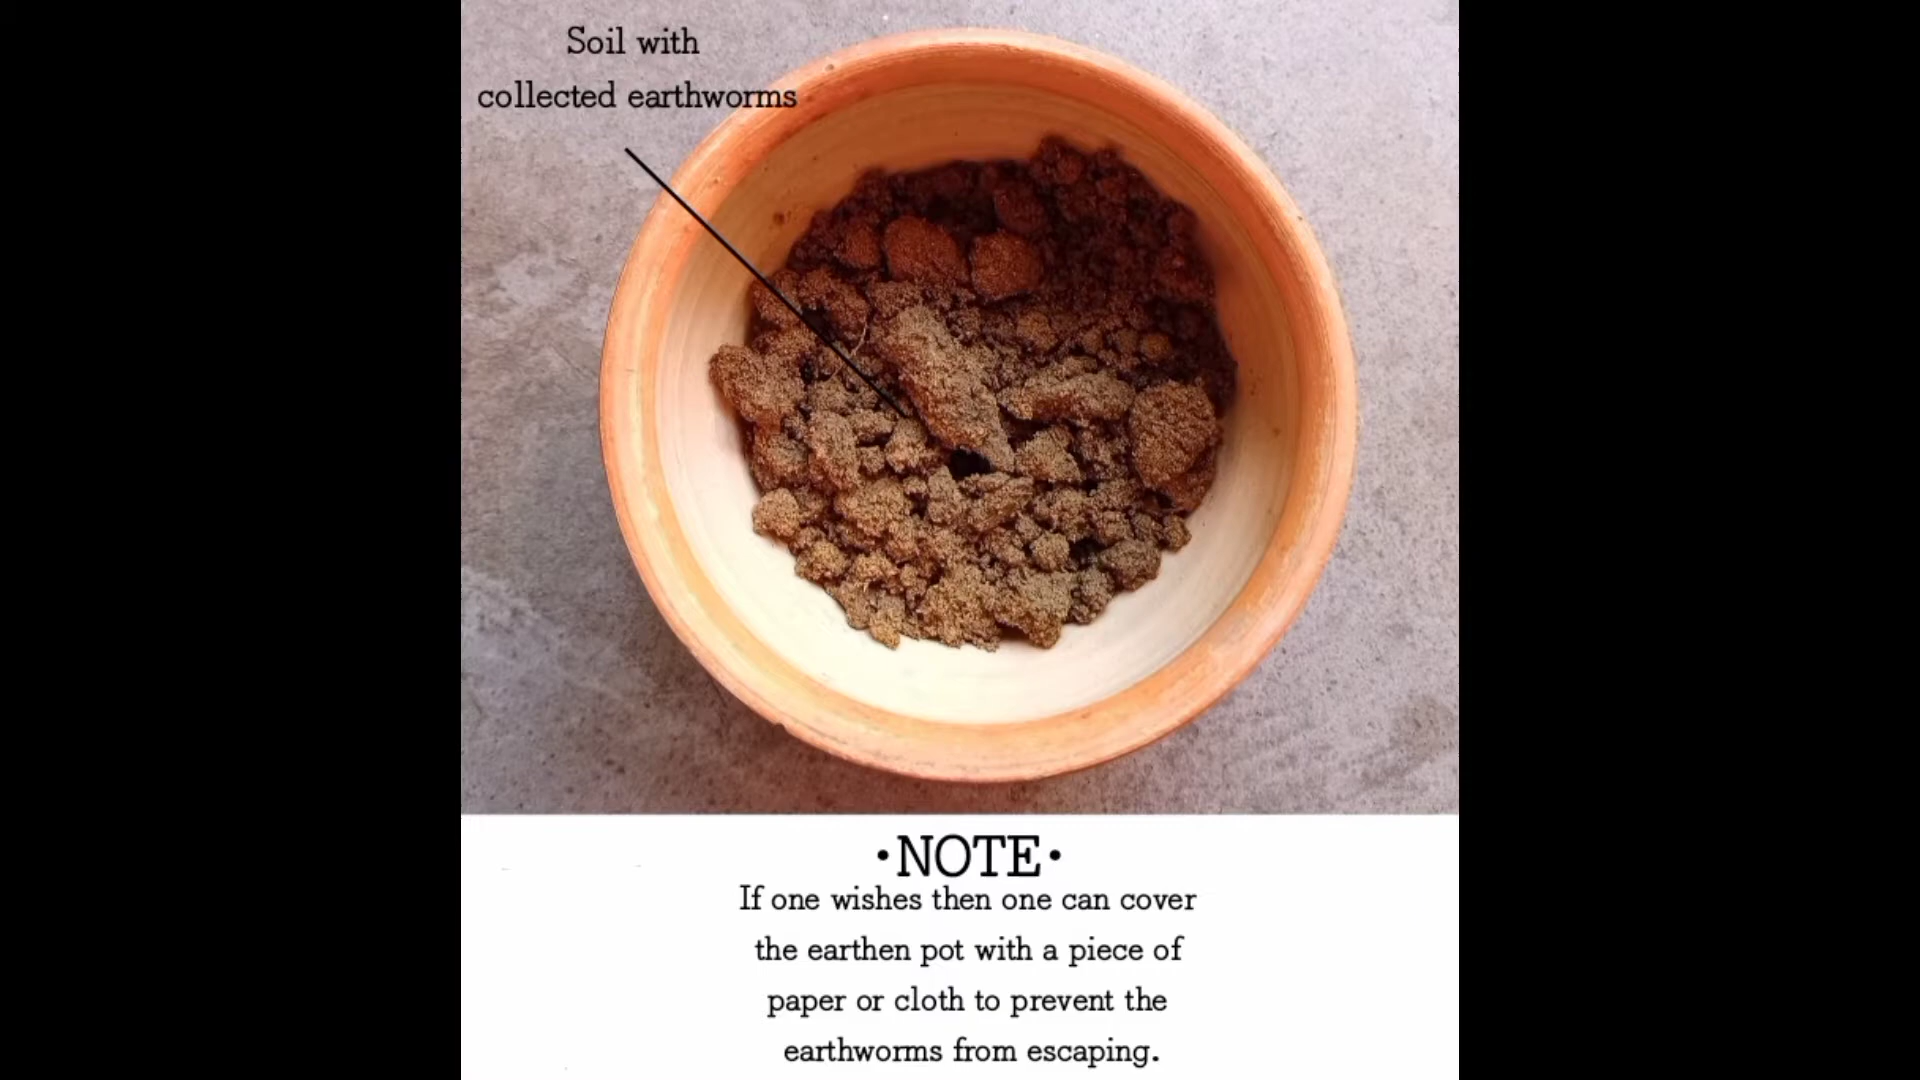 Soil with
collected earthworms
•NOTE•
If one wishes then one can cover
the earthen pot with a piece of
paper or cloth to prevent the
earthworms from escaping.